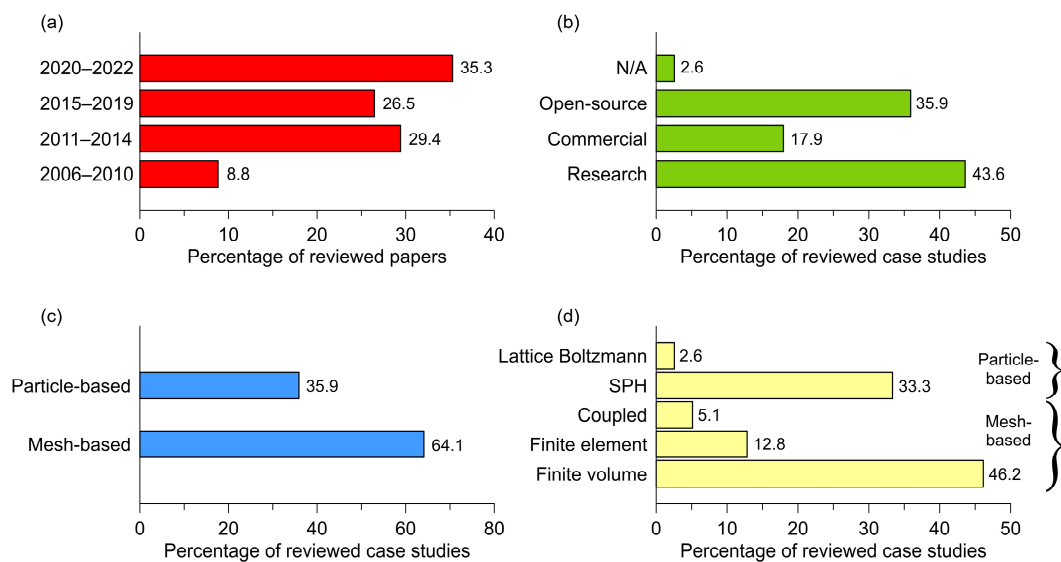 (a)
2020–2022 35.3
2015–2019 26.5
2011–2014 29.4
2006–2010 8.8
0 10 20 30 40
Percentage of reviewed papers
(b)
N/A 2.6
Open-source 35.9
Commercial 17.9
Research 43.6
0 10 20 30 40 50
Percentage of reviewed case studies
(c)
Particle-based 35.9
Mesh-based 64.1
0 20 40 60 80
Percentage of reviewed case studies
(d)
Lattice Boltzmann 2.6
SPH 33.3
Particle-
based
Coupled 5.1
Finite element 12.8
Finite volume 46.2
Mesh-
based
0 10 20 30 40 50
Percentage of reviewed case studies